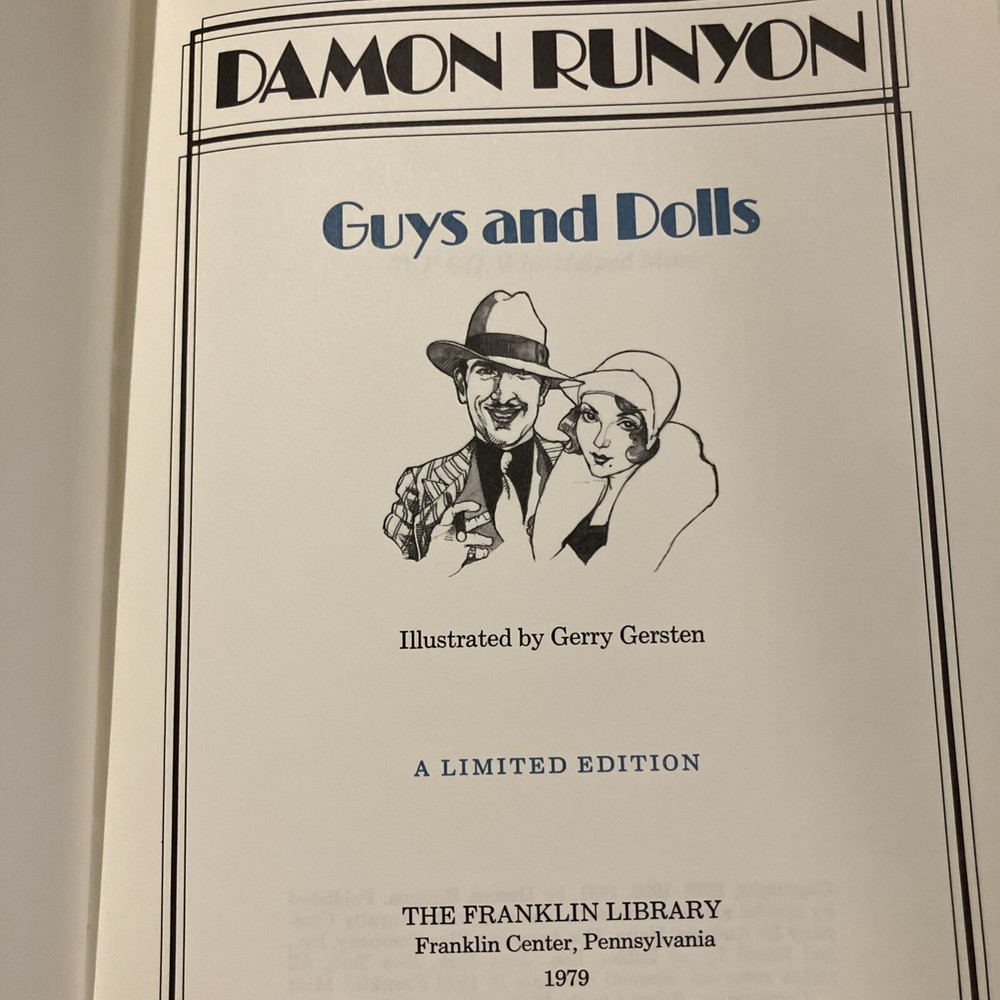 DAMON RUNYON
Guys and Dolls
Illustrated by Gerry Gersten
A LIMITED EDITION
THE FRANKLIN LIBRARY
Franklin Center, Pennsylvania
1979